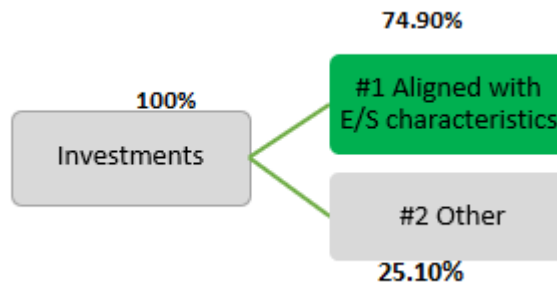 74.90%
#1 Aligned with
E/S characteristics
100%
Investments
#2 Other
25.10%